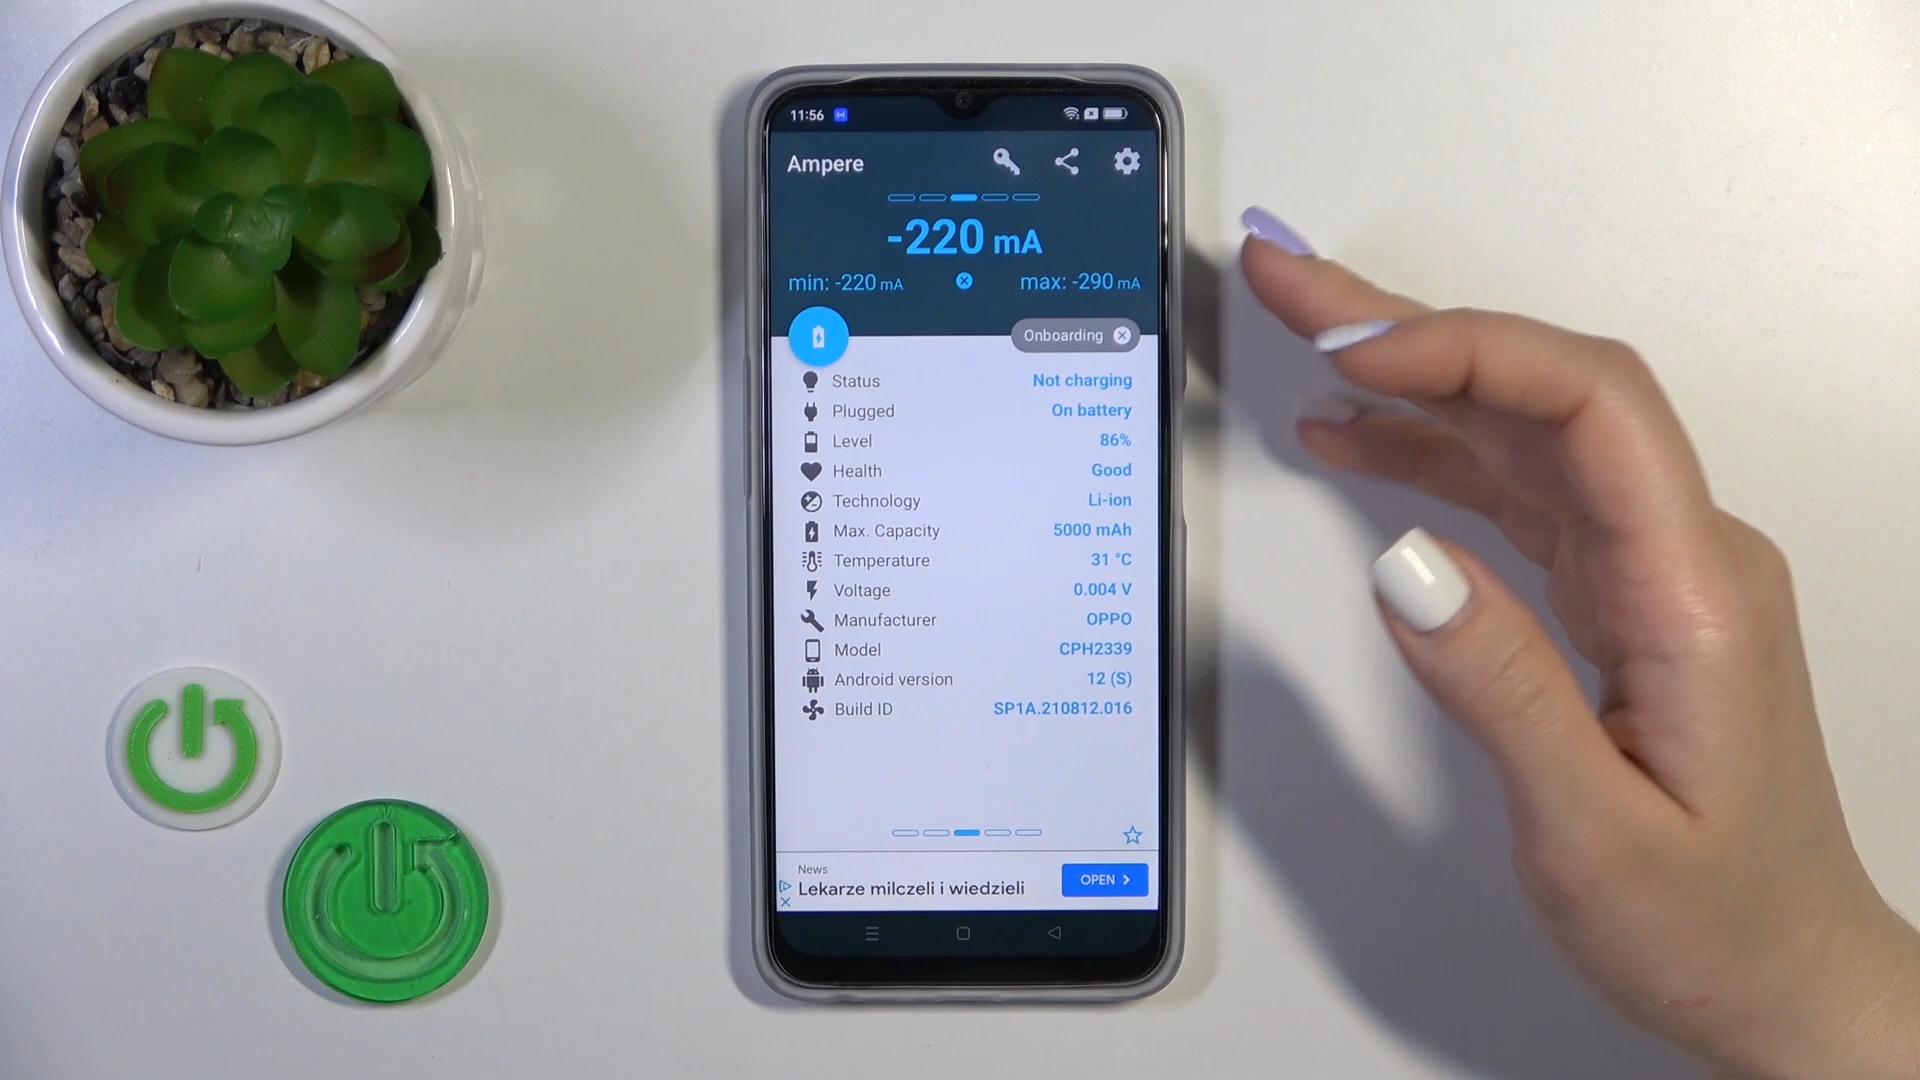 11:56
Ampere
-220 mA
min: -220 mA
max: -290 mA
Onboarding
Status Not charging
Plugged On battery
Level 86%
Health Good
Technology Li-ion
Max. Capacity 5000 mAh
Temperature 31 °C
Voltage 0.004 V
Manufacturer OPPO
Model CPH2339
Android version 12 (S)
Build ID SP1A.210812.016
News
Lekarze milczeli i wiedzieli
OPEN